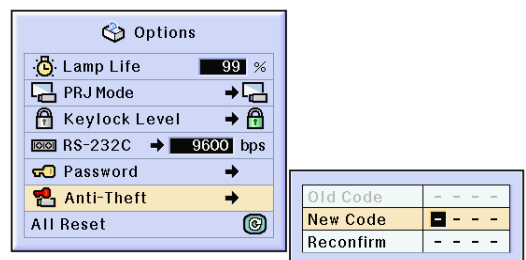 Options
Lamp Life 99 %
PRJ Mode
Keylock Level
RS-232C 9600 bps
Password
Anti-Theft
All Reset
Old Code - - - -
New Code - - - -
Reconfirm - - - -